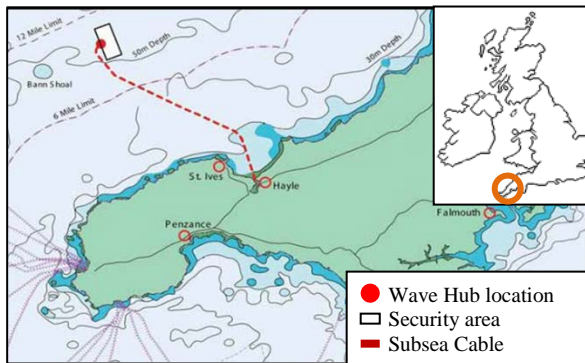 12 Mile Limit
50m Depth
30m Depth
Bann Shoal
6 Mile Limit
St. Ives
Hayle
Penzance
Falmouth
Wave Hub location
Security area
Subsea Cable